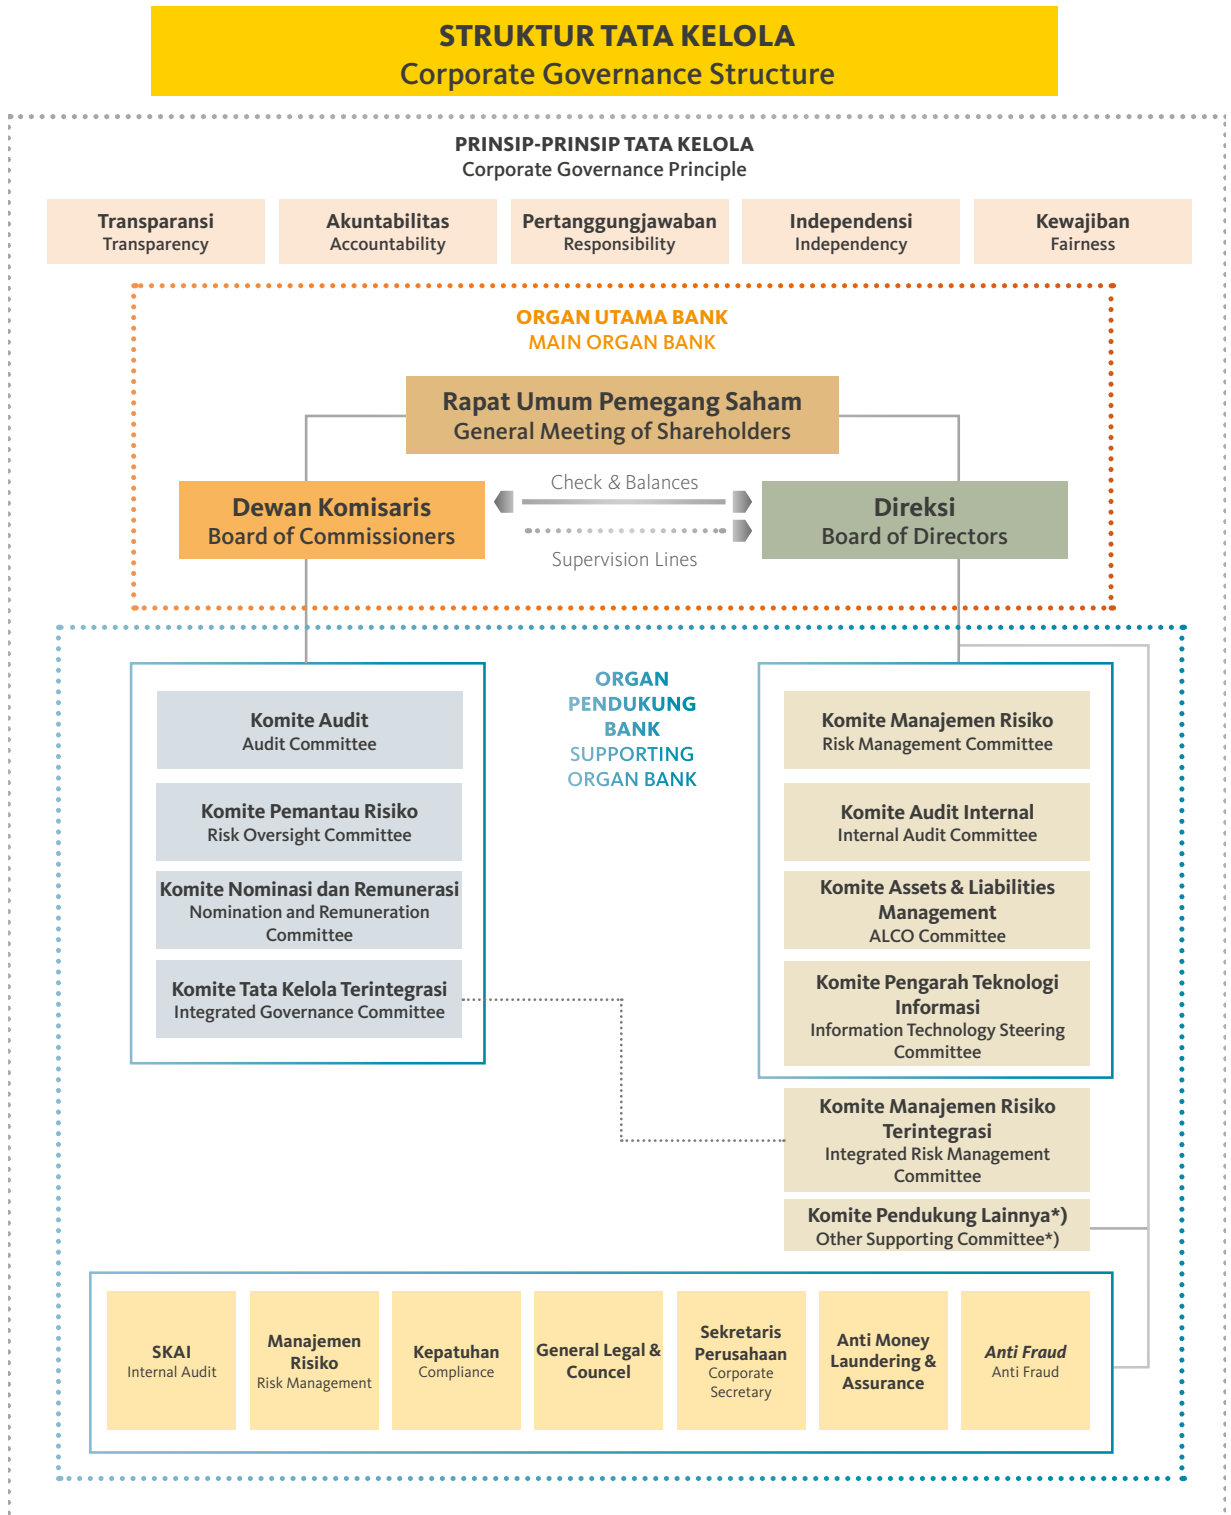 STRUKTUR TATA KELOLA
Corporate Governance Structure
PRINSIP-PRINSIP TATA KELOLA
Corporate Governance Principle
Transparansi
Transparency
Akuntabilitas
Accountability
Pertanggungjawaban
Responsibility
Independensi
Independency
Kewajiban
Fairness
ORGAN UTAMA BANK
MAIN ORGAN BANK
Rapat Umum Pemegang Saham
General Meeting of Shareholders
Dewan Komisaris
Board of Commissioners
Check & Balances
Supervision Lines
Direksi
Board of Directors
ORGAN
PENDUKUNG
BANK
SUPPORTING
ORGAN BANK
Komite Audit
Audit Committee
Komite Pemantau Risiko
Risk Oversight Committee
Komite Nominasi dan Remunerasi
Nomination and Remuneration
Committee
Komite Tata Kelola Terintegrasi
Integrated Governance Committee
Komite Manajemen Risiko
Risk Management Committee
Komite Audit Internal
Internal Audit Committee
Komite Assets & Liabilities
Management
ALCO Committee
Komite Pengarah Teknologi
Informasi
Information Technology Steering
Committee
Komite Manajemen Risiko
Terintegrasi
Integrated Risk Management
Committee
Komite Pendukung Lainnya*)
Other Supporting Committee*)
SKAI
Internal Audit
Manajemen
Risiko
Risk Management
Kepatuhan
Compliance
General Legal &
Councel
Sekretaris
Perusahaan
Corporate
Secretary
Anti Money
Laundering &
Assurance
Anti Fraud
Anti Fraud